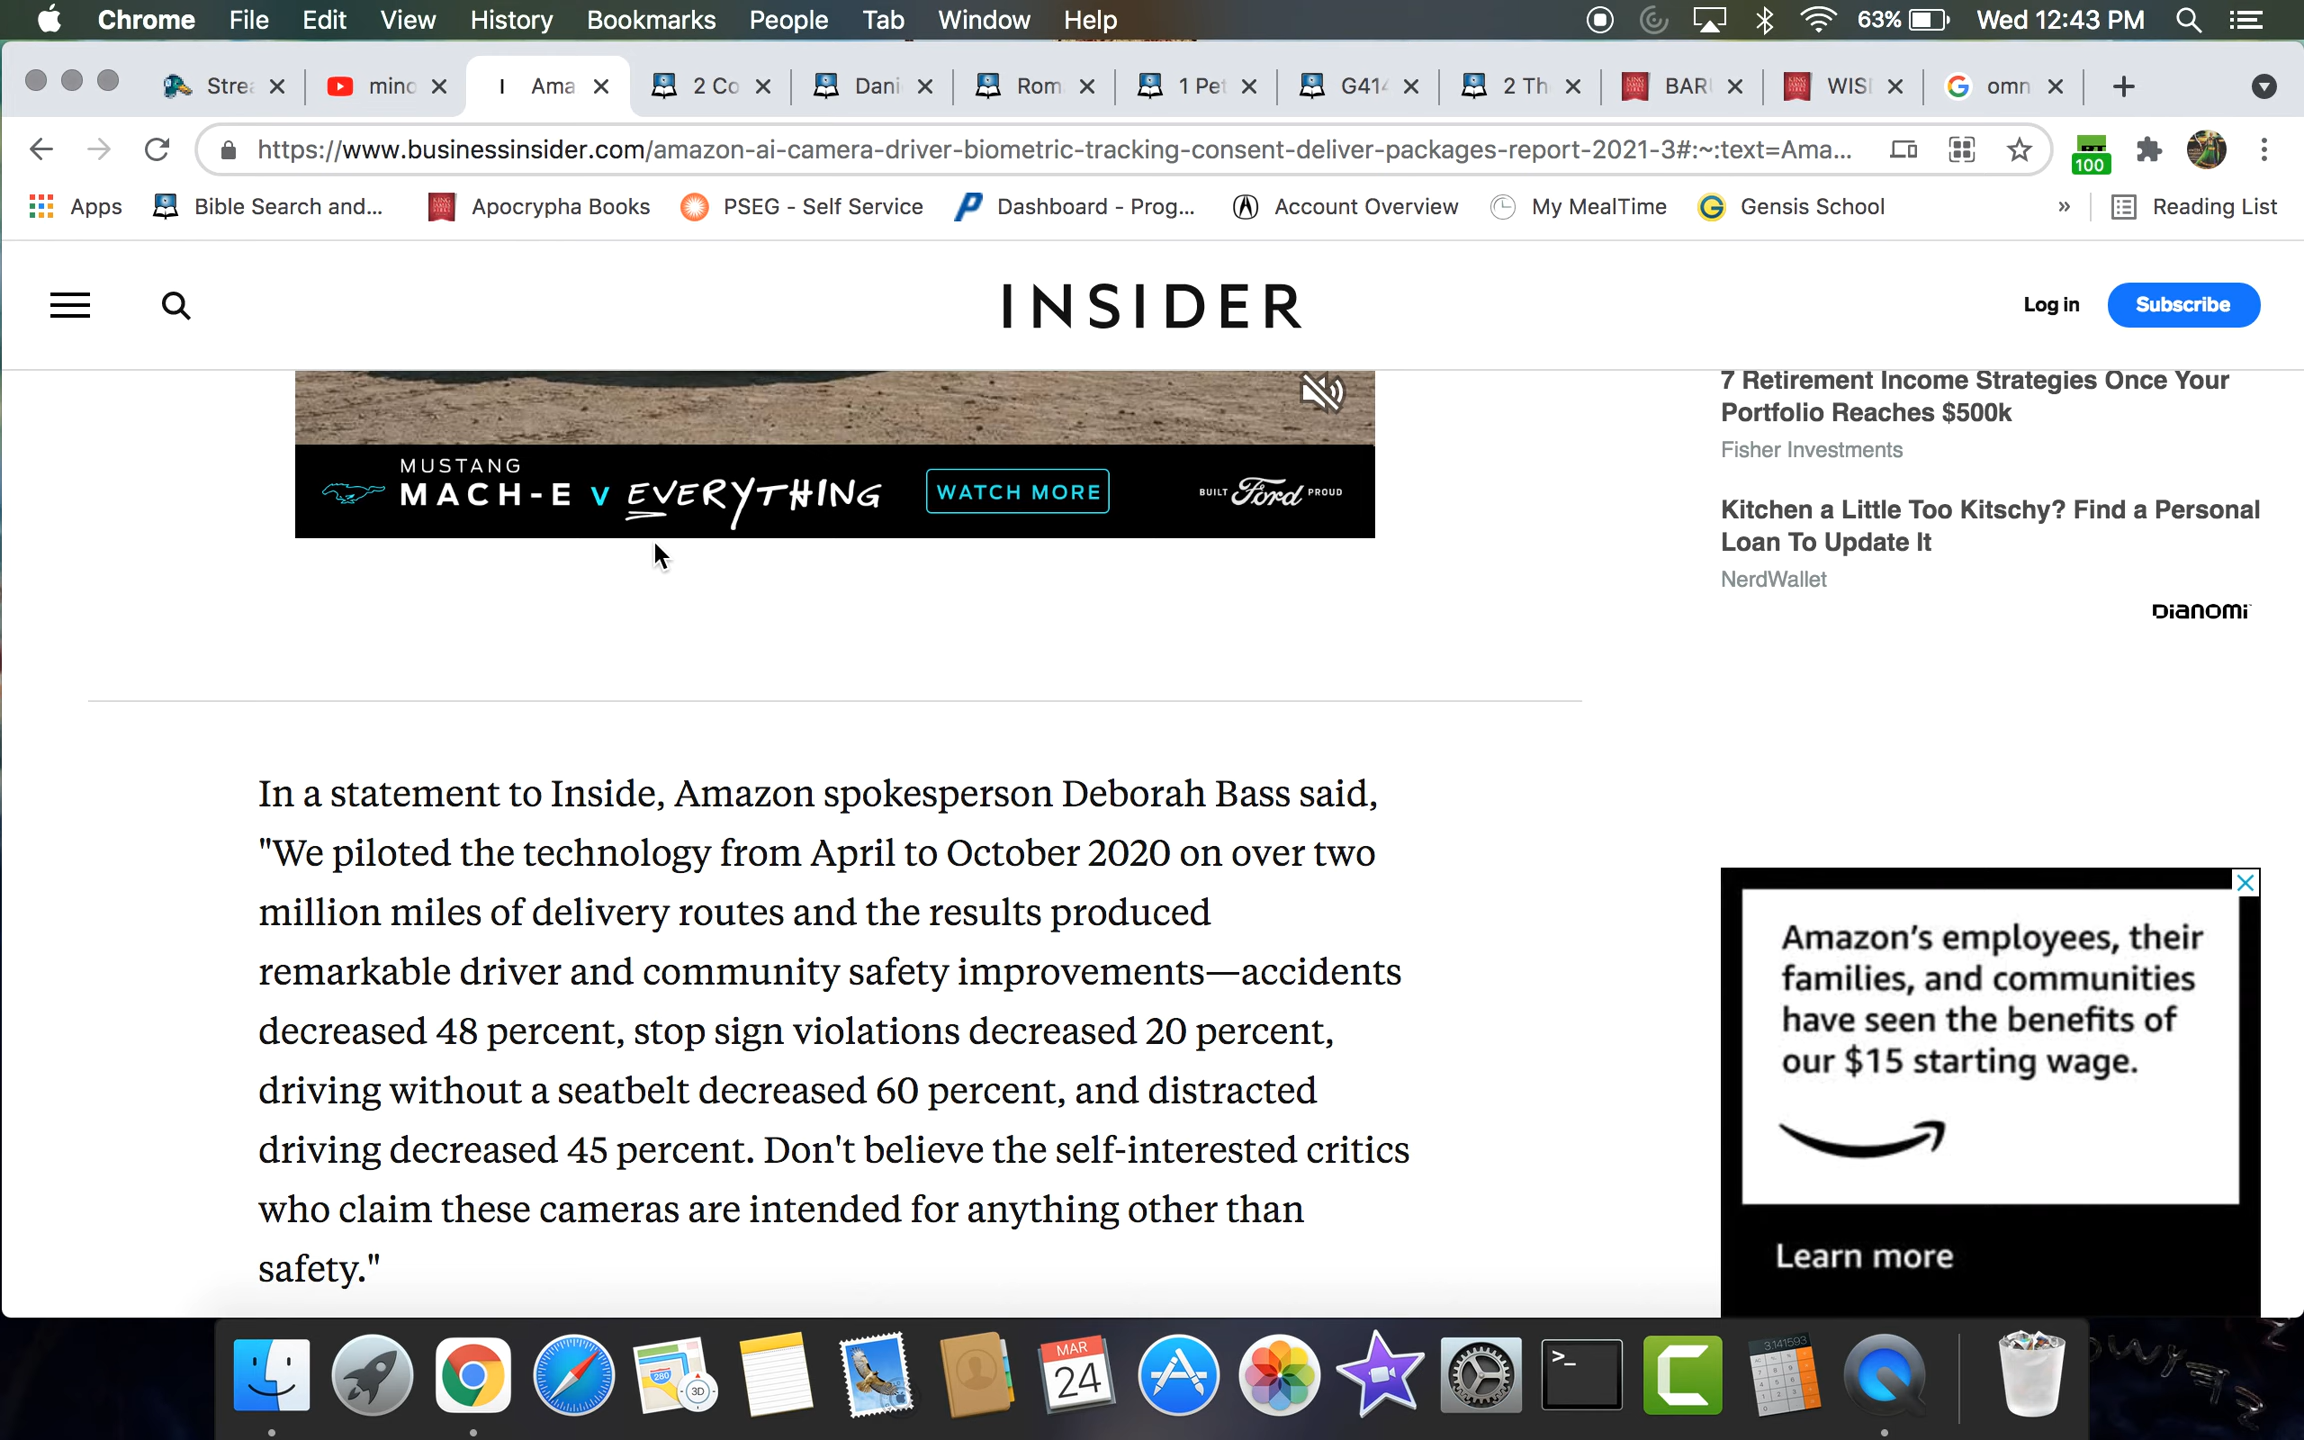 Chrome File Edit View History Bookmarks People Tab Window Help 63% Wed 12:43 PM
Strea mino I Ama 2 Co Dani Rom 1 Pet G414 2 Th BAR WIS omn
https://www.businessinsider.com/amazon-ai-camera-driver-biometric-tracking-consent-deliver-packages-report-2021-3#:~:text=Ama... 100
Apps Bible Search and... Apocrypha Books PSEG - Self Service Dashboard - Prog... Account Overview My MealTime Gensis School » Reading List
INSIDER
Log in Subscribe
MUSTANG
MACH-E v EVERYTHING WATCH MORE BUILT Ford PROUD
7 Retirement Income Strategies Once Your
Portfolio Reaches $500k
Fisher Investments
Kitchen a Little Too Kitschy? Find a Personal
Loan To Update It
NerdWallet
Dianomi
In a statement to Inside, Amazon spokesperson Deborah Bass said,
"We piloted the technology from April to October 2020 on over two
million miles of delivery routes and the results produced
remarkable driver and community safety improvements—accidents
decreased 48 percent, stop sign violations decreased 20 percent,
driving without a seatbelt decreased 60 percent, and distracted
driving decreased 45 percent. Don't believe the self-interested critics
who claim these cameras are intended for anything other than
safety."
Amazon's employees, their
families, and communities
have seen the benefits of
our $15 starting wage.
Learn more
280 3D
MAR
24
>_
3.141593